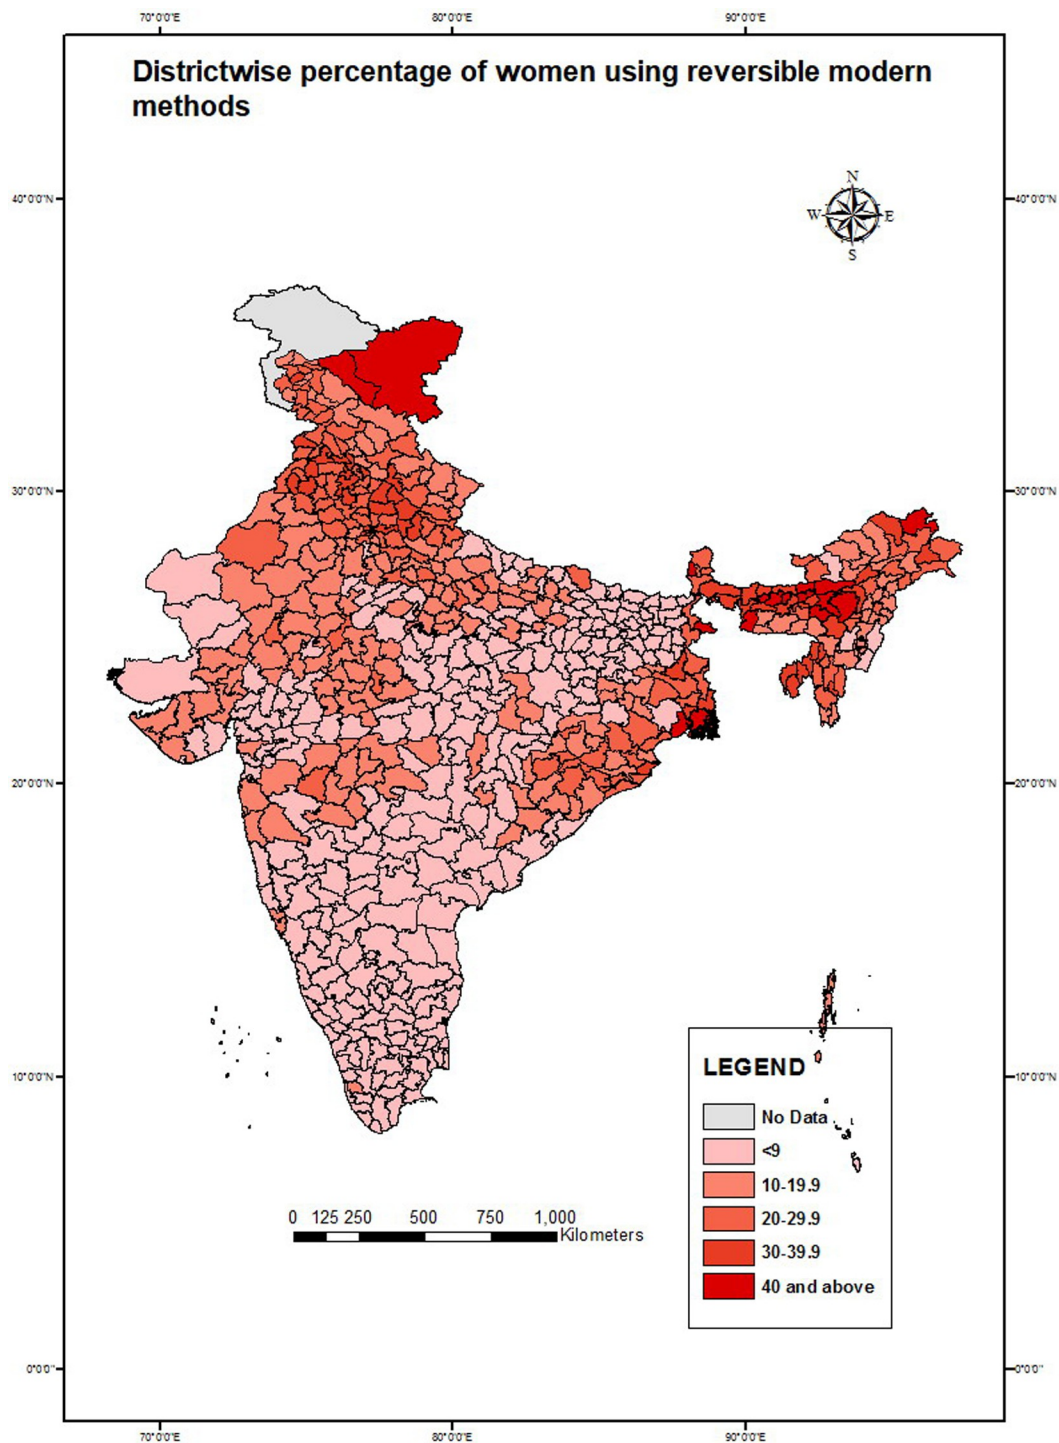 70°0'0"E 80°0'0"E 90°0'0"E
Districtwise percentage of women using reversible modern
methods
40°0'0"N 40°0'0"N
N
W E
S
30°0'0"N 30°0'0"N
20°0'0"N 20°0'0"N
10°0'0"N 10°0'0"N
LEGEND
No Data
<9
10-19.9
20-29.9
30-39.9
40 and above
0 125 250 500 750 1,000
Kilometers
0°0'0" 0°0'0"
70°0'0"E 80°0'0"E 90°0'0"E